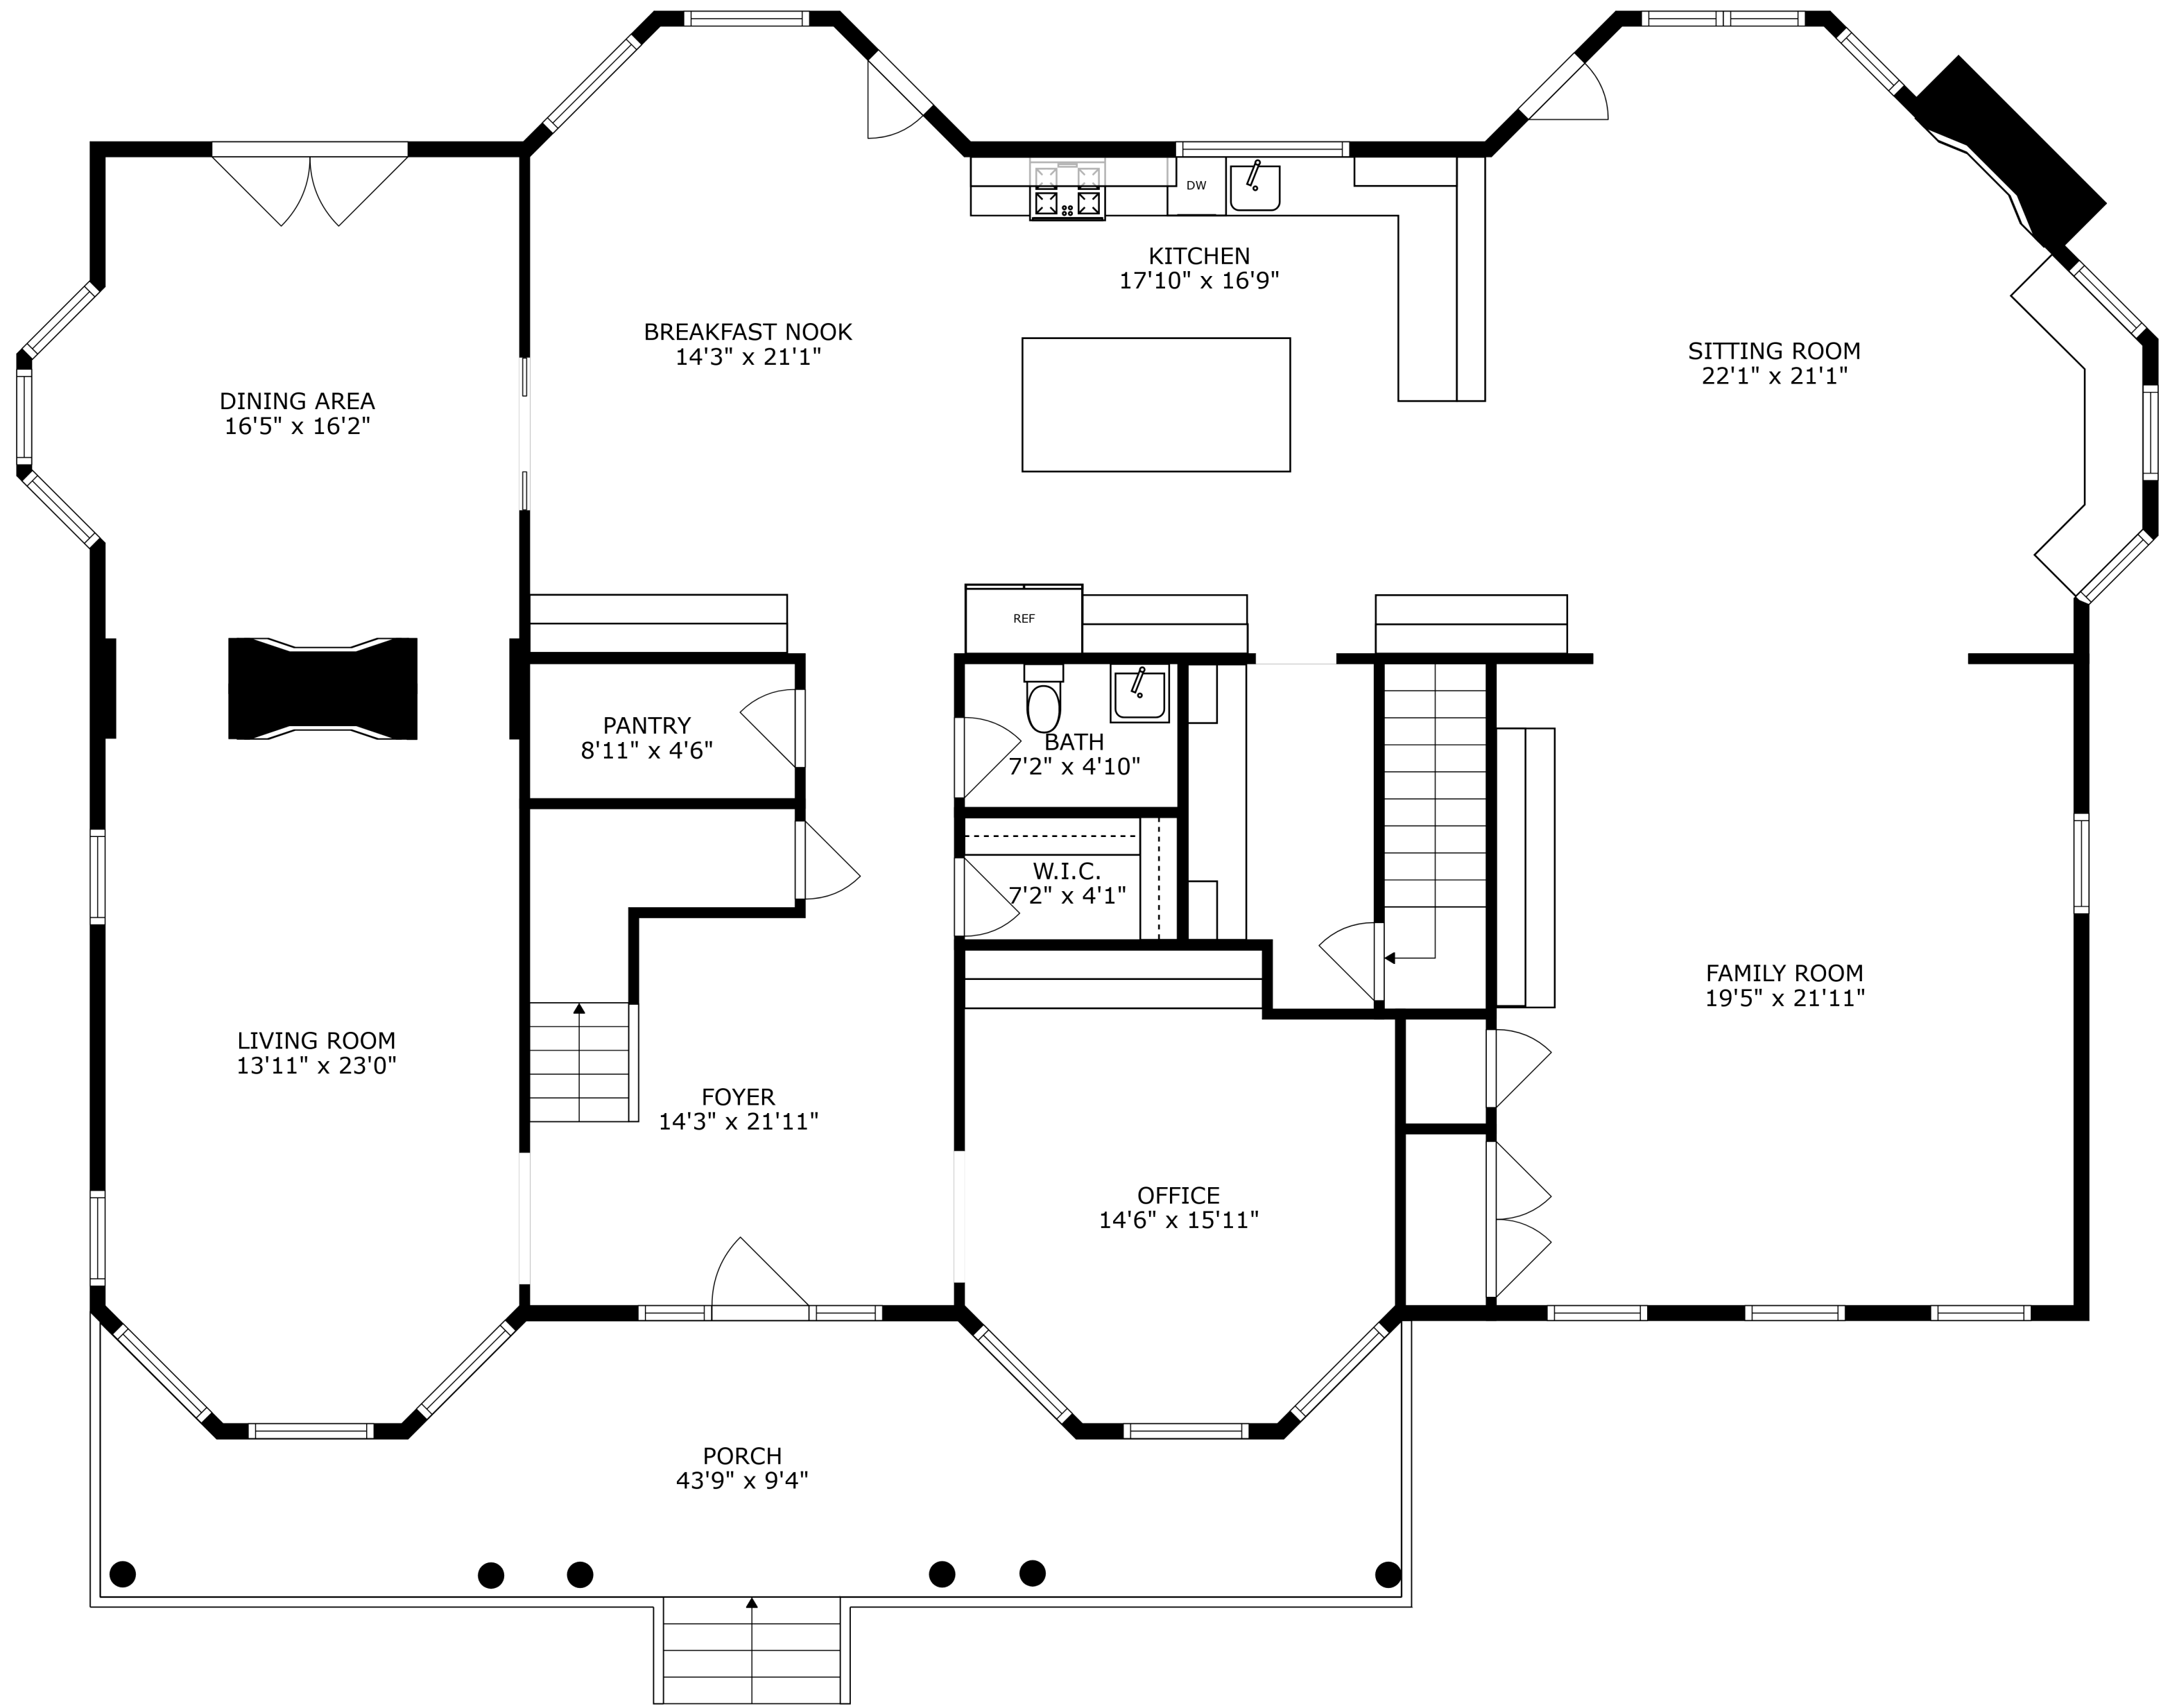 DW
KITCHEN
17'10" x 16'9"
BREAKFAST NOOK
14'3" x 21'1"
SITTING ROOM
22'1" x 21'1"
DINING AREA
16'5" x 16'2"
REF
PANTRY
8'11" x 4'6"
BATH
7'2" x 4'10"
W.I.C.
7'2" x 4'1"
FAMILY ROOM
19'5" x 21'11"
LIVING ROOM
13'11" x 23'0"
FOYER
14'3" x 21'11"
OFFICE
14'6" x 15'11"
PORCH
43'9" x 9'4"